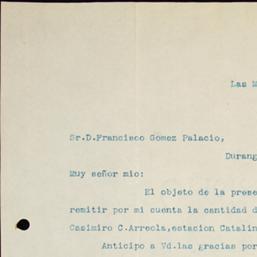 Las M
Sr.D.Francisco Gomez Palacio,
Durang
Muy señor mio:
El objeto de la prese
remitir por mi cuenta la cantidad d
Casimiro C.Arreola,estacion Catalin
Anticipo a Vd.las gracias por